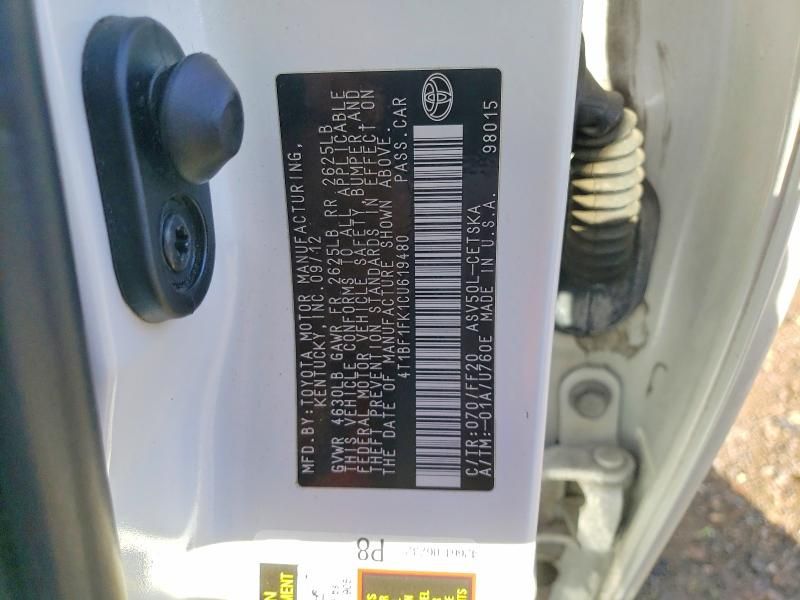 MFD.BY:TOYOTA MOTOR MANUFACTURING,
KENTUCKY, INC. 09/12
GVWR 4630LB GAWR FR 2625LB RR 2625LB
THIS VEHICLE CONFORMS TO ALL APPLICABLE
FEDERAL MOTOR VEHICLE SAFETY, BUMPER,AND
THEFT PREVENTION STANDARDS IN EFFECT ON
THE DATE OF MANUFACTURE SHOWN ABOVE.
4T1BF1FK1CU619480 PASS.CAR
C/TR:070/FF20 ASV50L-CETSKA
A/TM:-01A/U760E MADE IN U.S.A. 98015
P8